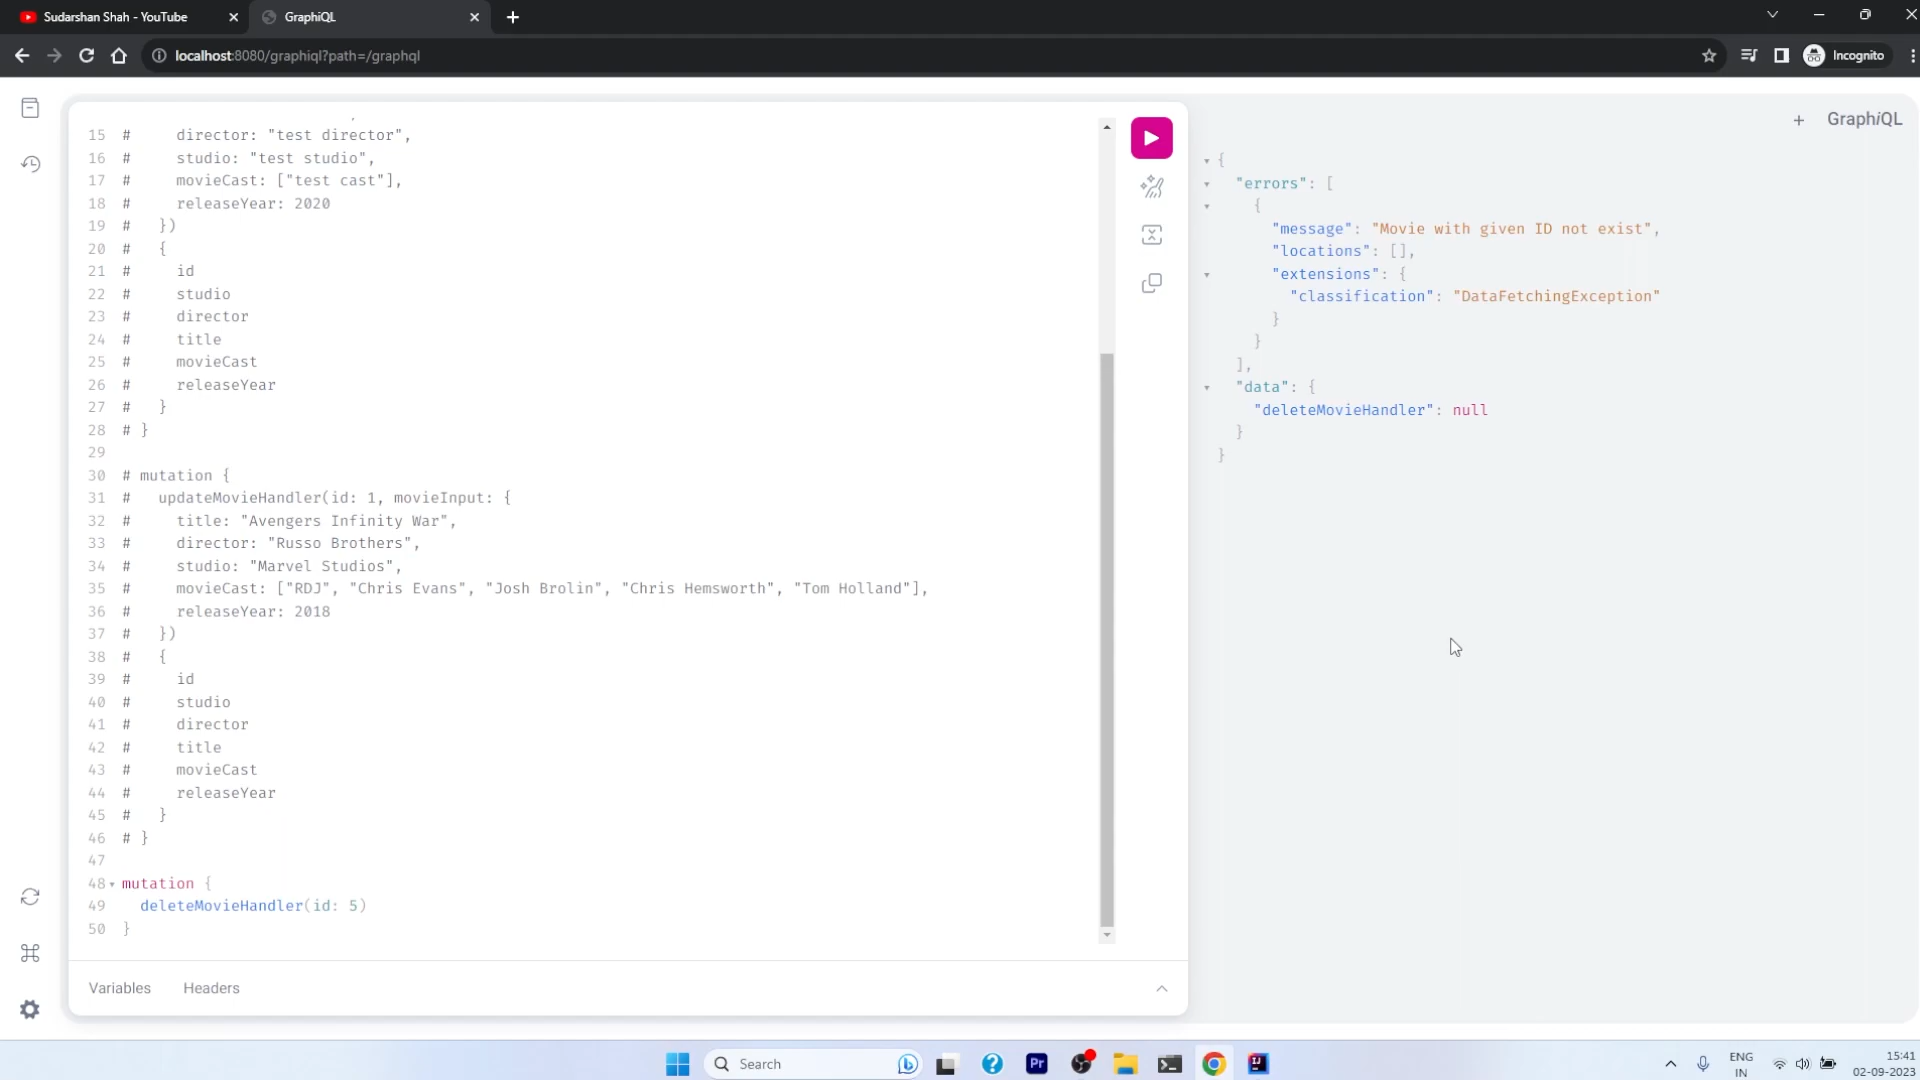 Sudarshan Shah - YouTube
GraphiQL
localhost:8080/graphiql?path=/graphql
Incognito
15 #     director: "test director",
16 #     studio: "test studio",
17 #     movieCast: ["test cast"],
18 #     releaseYear: 2020
19 #   })
20 #   {
21 #     id
22 #     studio
23 #     director
24 #     title
25 #     movieCast
26 #     releaseYear
27 #   }
28 # }
29
30 # mutation {
31 #   updateMovieHandler(id: 1, movieInput: {
32 #     title: "Avengers Infinity War",
33 #     director: "Russo Brothers",
34 #     studio: "Marvel Studios",
35 #     movieCast: ["RDJ", "Chris Evans", "Josh Brolin", "Chris Hemsworth", "Tom Holland"],
36 #     releaseYear: 2018
37 #   })
38 #   {
39 #     id
40 #     studio
41 #     director
42 #     title
43 #     movieCast
44 #     releaseYear
45 #   }
46 # }
47
48 mutation {
49   deleteMovieHandler(id: 5)
50 }
Variables Headers
+ GraphiQL
{
"errors": [
{
"message": "Movie with given ID not exist",
"locations": [],
"extensions": {
"classification": "DataFetchingException"
}
}
],
"data": {
"deleteMovieHandler": null
}
}
Search
Pr
IJ
ENG
IN
15:41
02-09-2023